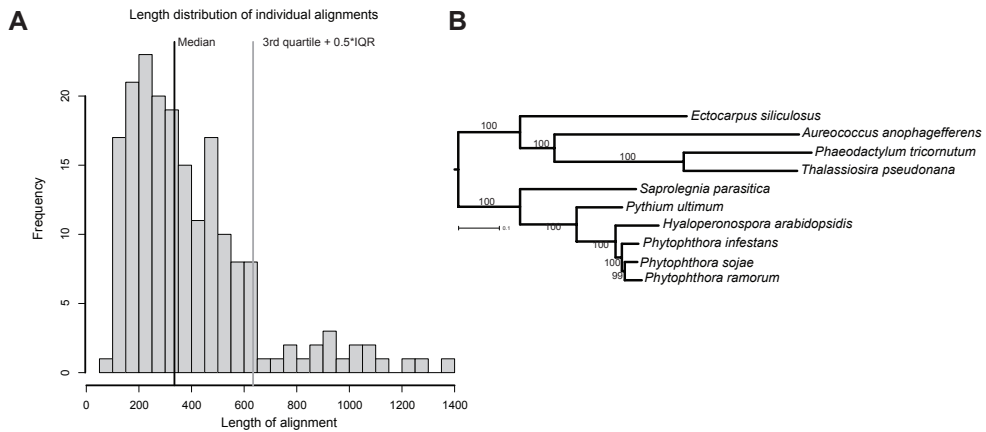 A
Length distribution of individual alignments
Median
3rd quartile + 0.5*IQR
Frequency
20
15
10
5
0
0 200 400 600 800 1000 1200 1400
Length of alignment
B
100
Ectocarpus siliculosus
100
Aureococcus anophagefferens
100
Phaeodactylum tricornutum
Thalassiosira pseudonana
100
Saprolegnia parasitica
0.1
100
Pythium ultimum
100
Hyaloperonospora arabidopsidis
Phytophthora infestans
100
Phytophthora sojae
99
Phytophthora ramorum